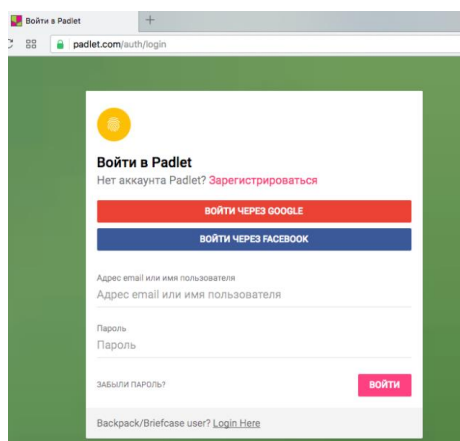 Войти в Padlet
padlet.com/auth/login
Войти в Padlet
Нет аккаунта Padlet? Зарегистрироваться
ВОЙТИ ЧЕРЕЗ GOOGLE
ВОЙТИ ЧЕРЕЗ FACEBOOK
Адрес email или имя пользователя
Адрес email или имя пользователя
Пароль
Пароль
ЗАБЫЛИ ПАРОЛЬ?
ВОЙТИ
Backpack/Briefcase user? Login Here